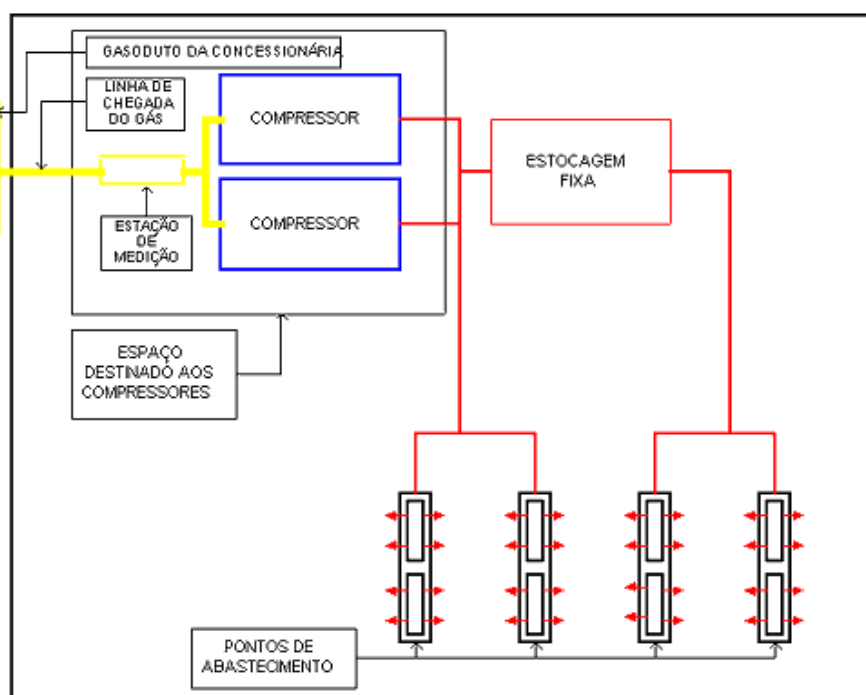 GASODUTO DA CONCESSIONÁRIA
LINHA DE
CHEGADA
DO GÁS
COMPRESSOR
ESTOCAGEM
FIXA
ESTAÇÃO
DE
MEDIÇÃO
COMPRESSOR
ESPAÇO
DESTINADO AOS
COMPRESSORES
PONTOS DE
ABASTECIMENTO